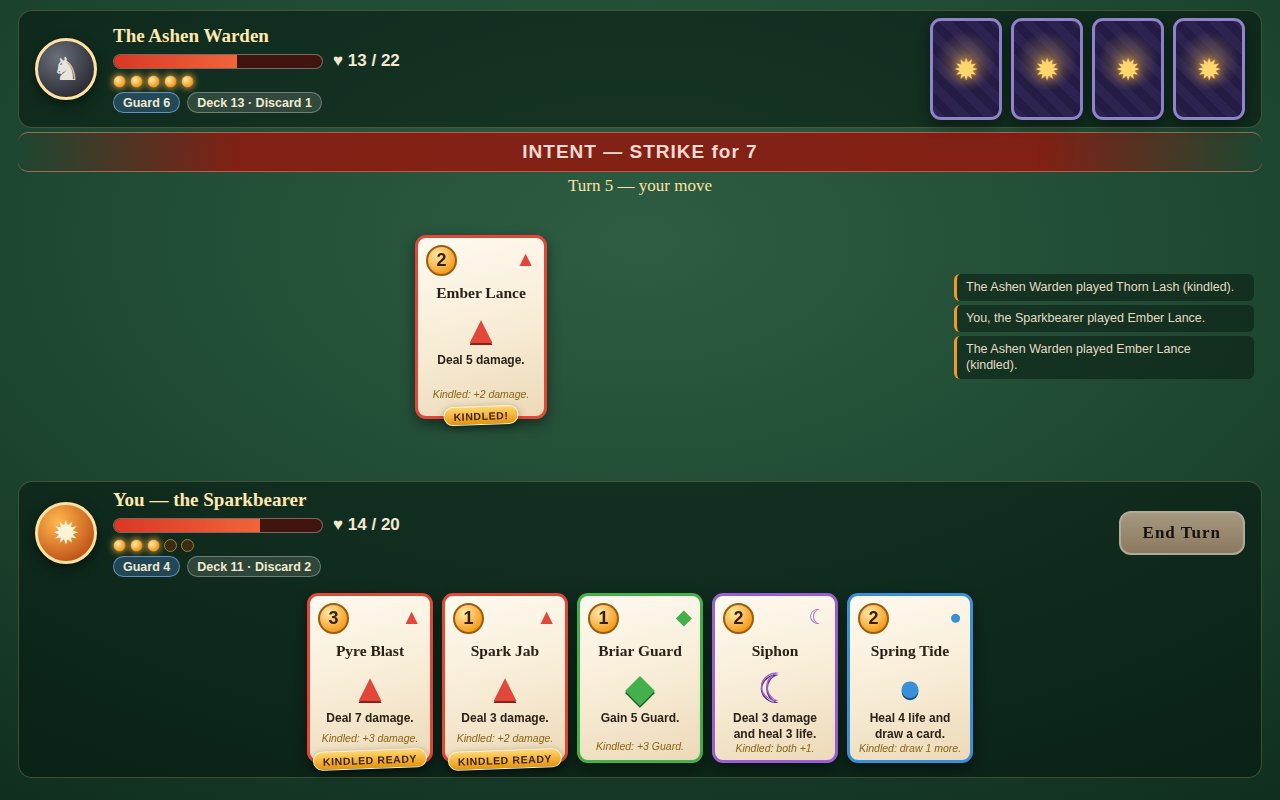 The Ashen Warden
♥ 13 / 22
Guard 6
Deck 13 · Discard 1
INTENT — STRIKE for 7
Turn 5 — your move
2
Ember Lance
Deal 5 damage.
Kindled: +2 damage.
KINDLED!
The Ashen Warden played Thorn Lash (kindled).
You, the Sparkbearer played Ember Lance.
The Ashen Warden played Ember Lance
(kindled).
You — the Sparkbearer
♥ 14 / 20
Guard 4
Deck 11 · Discard 2
End Turn
3
Pyre Blast
Deal 7 damage.
Kindled: +3 damage.
KINDLED READY
1
Spark Jab
Deal 3 damage.
Kindled: +2 damage.
KINDLED READY
1
Briar Guard
Gain 5 Guard.
Kindled: +3 Guard.
2
Siphon
Deal 3 damage
and heal 3 life.
Kindled: both +1.
2
Spring Tide
Heal 4 life and
draw a card.
Kindled: draw 1 more.